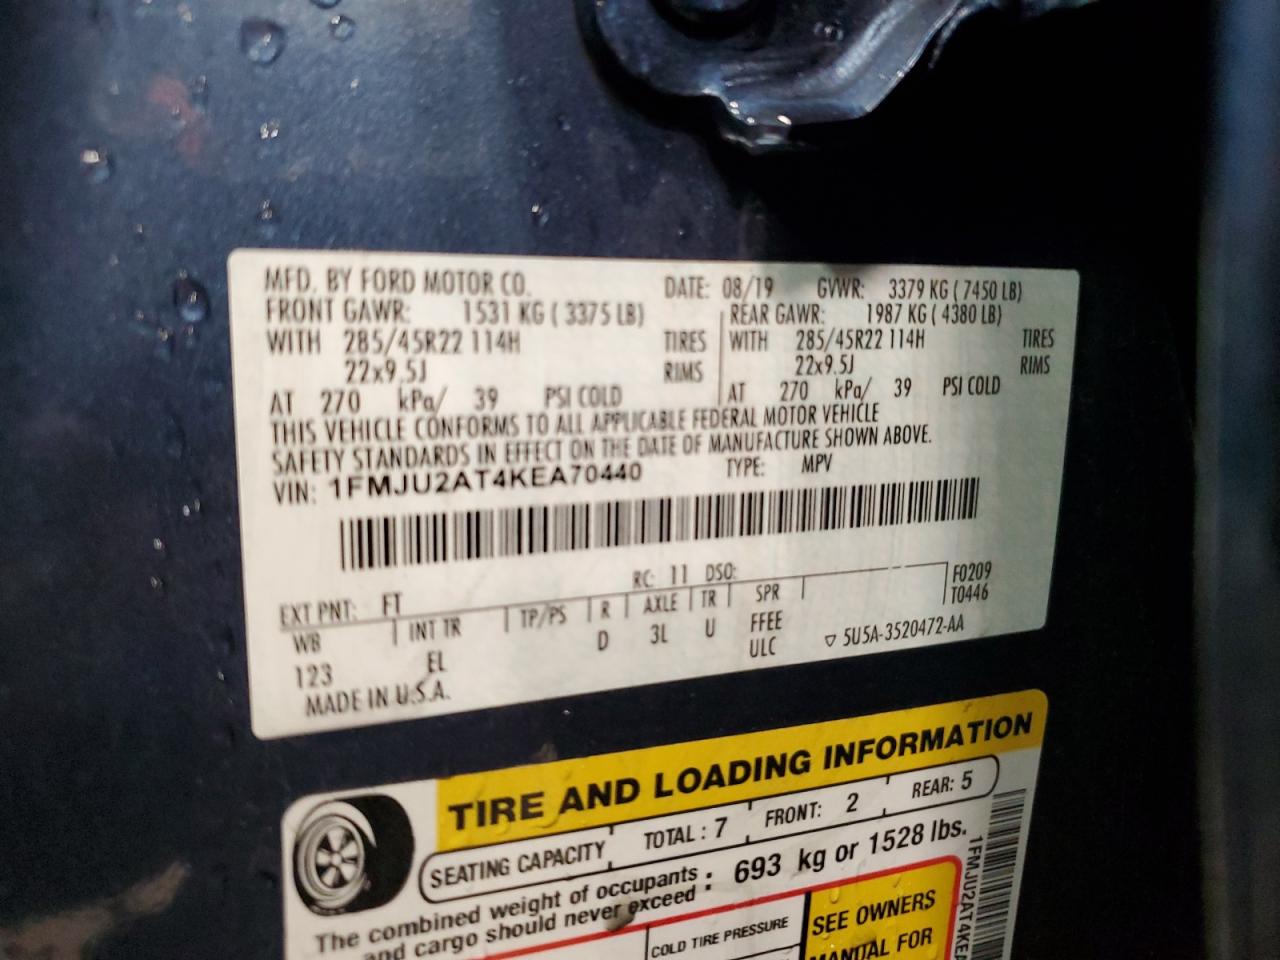 MFD. BY FORD MOTOR CO. DATE: 08/19 GVWR: 3379 KG ( 7450 LB)
FRONT GAWR: 1531 KG ( 3375 LB) REAR GAWR: 1987 KG ( 4380 LB)
WITH 285/45R22 114H TIRES WITH 285/45R22 114H TIRES
22x9.5J RIMS 22x9.5J RIMS
AT 270 kPa/ 39 PSI COLD AT 270 kPa/ 39 PSI COLD
THIS VEHICLE CONFORMS TO ALL APPLICABLE FEDERAL MOTOR VEHICLE
SAFETY STANDARDS IN EFFECT ON THE DATE OF MANUFACTURE SHOWN ABOVE.
VIN: 1FMJU2AT4KEA70440 TYPE: MPV
EXT PNT: FT RC: 11 DSO: F0209
WB INT TR TP/PS R AXLE TR SPR T0446
123 EL D 3L U FFEE
ULC ▽ 5U5A-3520472-AA
MADE IN U.S.A.
TIRE AND LOADING INFORMATION
SEATING CAPACITY TOTAL : 7 FRONT: 2 REAR: 5
The combined weight of occupants
and cargo should never exceed : 693 kg or 1528 lbs.
COLD TIRE PRESSURE
SEE OWNERS
MANUAL FOR
1FMJU2AT4KEA